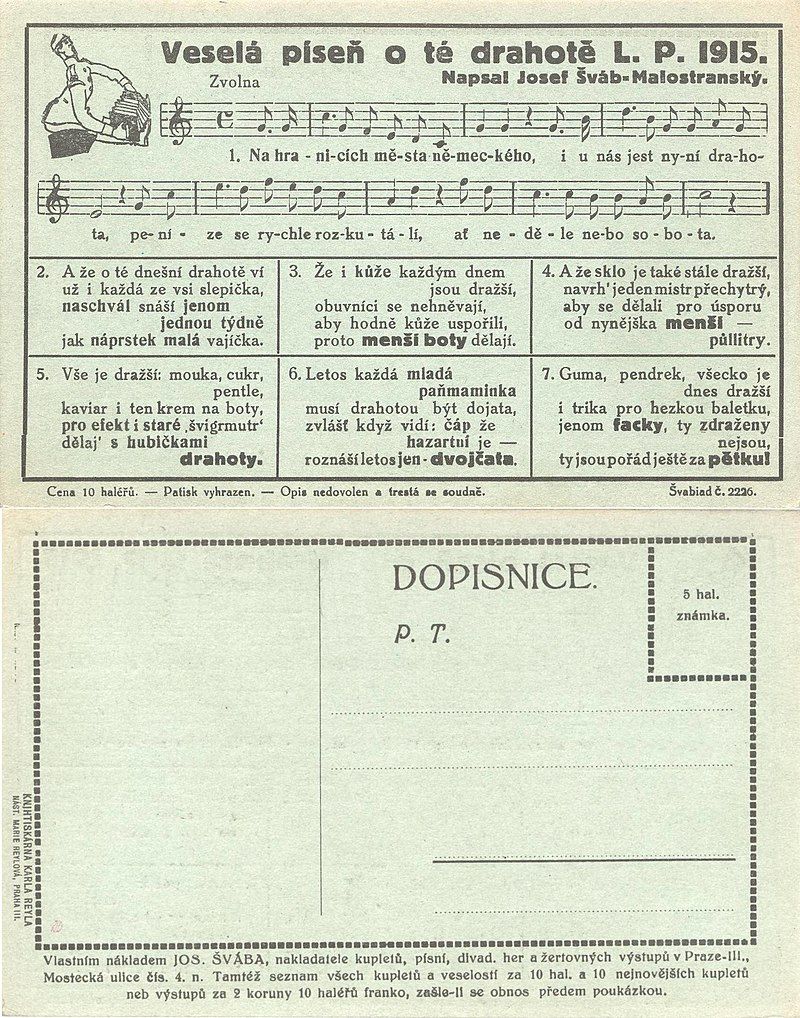 Veselá píseň o té drahotě L. P. 1915.
Napsal Josef Šváb-Malostranský.
Zvolna
1. Na hra - ni-cích mě-sta ně-mec-kého, i u nás jest ny-ní dra-ho-
ta, pe-ní - ze se ry-chle roz-ku-tá-lí, ať ne-dě-le ne-bo so-bo-ta.
2. A že o té dnešní drahotě ví
už i každá ze vsi slepička,
naschvál snáší jenom
jednou týdně
jak náprstek malá vajíčka.
3. Že i kůže každým dnem
jsou dražší,
obuvníci se nehněvají,
aby hodně kůže uspořili,
proto menší boty dělají.
4. A že sklo je také stále dražší,
navrh' jeden mistr přechytrý,
aby se dělali pro úsporu
od nynějška menší —
půllitry.
5. Vše je dražší: mouka, cukr,
pentle,
kaviar i ten krem na boty,
pro efekt i staré ‚švigrmutr‘
dělaj' s hubičkami
drahoty.
6. Letos každá mladá
paňmaminka
musí drahotou být dojata,
zvlášť když vidí: čáp že
hazartní je —
roznáší letos jen - dvojčata.
7. Guma, pendrek, všecko je
dnes dražší
i trika pro hezkou baletku,
jenom facky, ty zdraženy
nejsou,
ty jsou pořád ještě za pětku!
Cena 10 haléřů. — Patisk vyhrazen. — Opis nedovolen a trestá se soudně.
Švabiad č. 2226.
DOPISNICE.
P. T.
5 hal.
známka.
KNIHTISKÁRNA KARLA REYLA
NÁST. MARIE REYLOVÁ, PRAHA III.
Vlastním nákladem JOS. ŠVÁBA, nakladatele kupletů, písní, divad. her a žertovných výstupů v Praze-III.,
Mostecká ulice čís. 4. n. Tamtéž seznam všech kupletů a veselostí za 10 hal. a 10 nejnovějších kupletů
neb výstupů za 2 koruny 10 haléřů franko, zašle-li se obnos předem poukázkou.